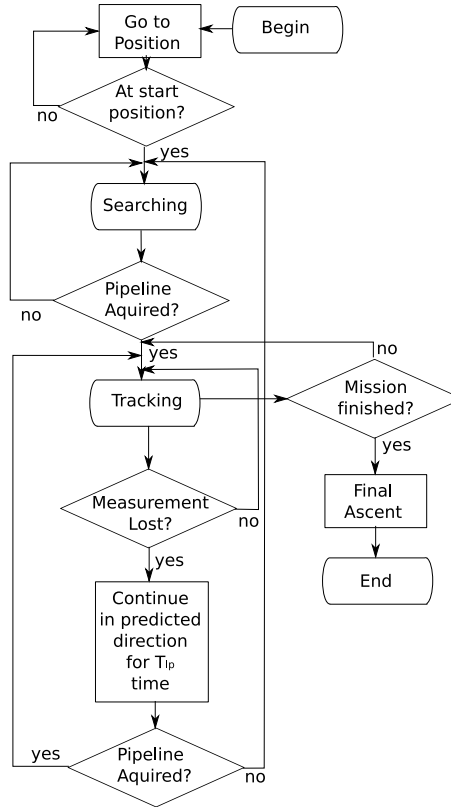 Go to
Position
Begin
At start
position?
no
yes
Searching
Pipeline
Aquired?
no
yes
no
Tracking
Mission
finished?
yes
Measurement
Lost?
no
yes
Final
Ascent
End
Continue
in predicted
direction
for Tlp
time
yes
Pipeline
Aquired?
no